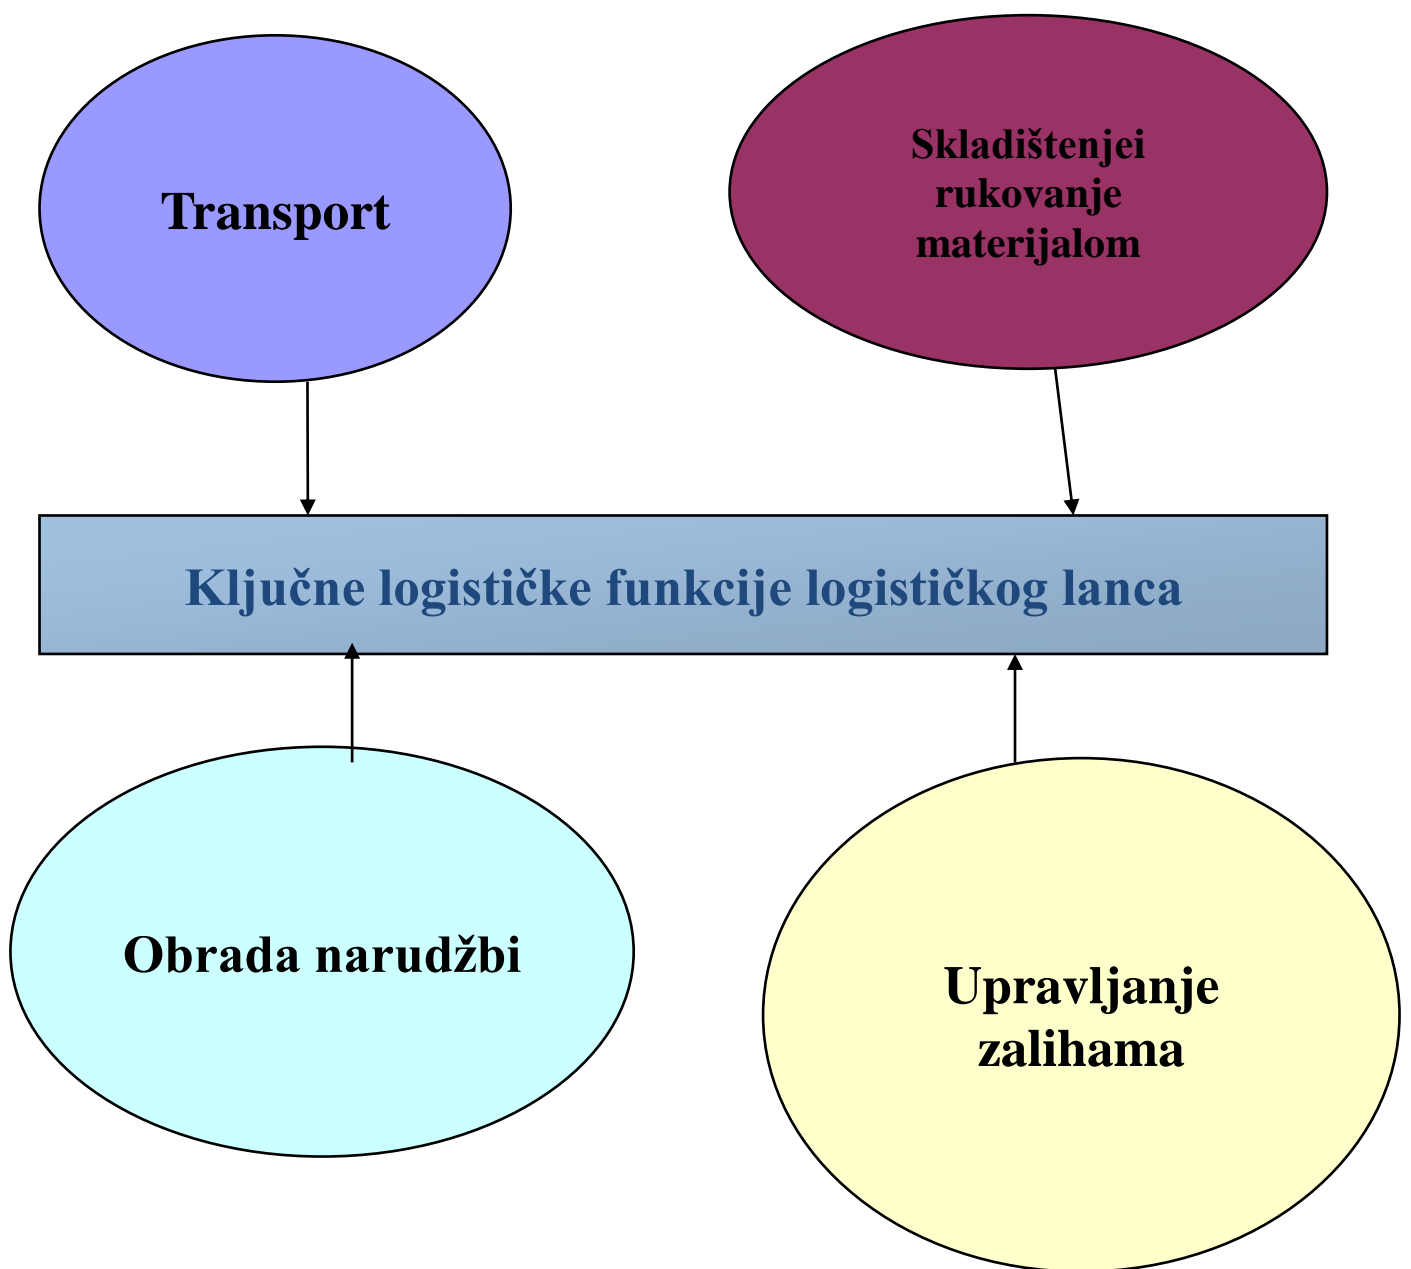 Transport
Skladištenjei
rukovanje
materijalom
Ključne logističke funkcije logističkog lanca
Obrada narudžbi
Upravljanje
zalihama